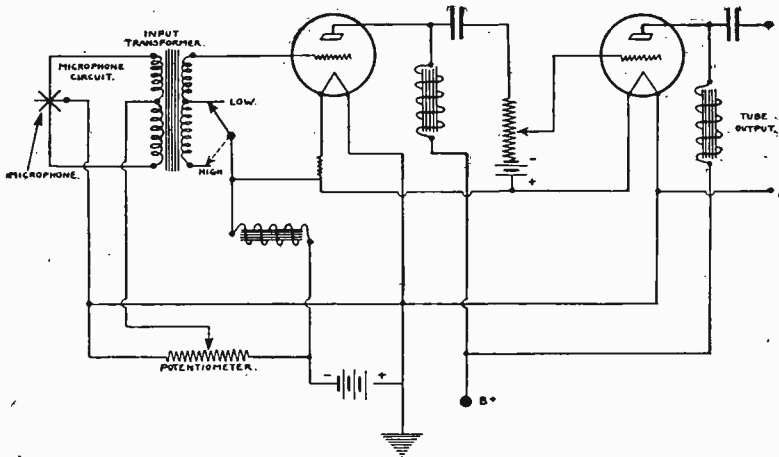 INPUT
TRANSFORMER.
MICROPHONE
CIRCUIT.
LOW.
HIGH
MICROPHONE.
TUBE
OUTPUT.
-
+
POTENTIOMETER.
- +
B+